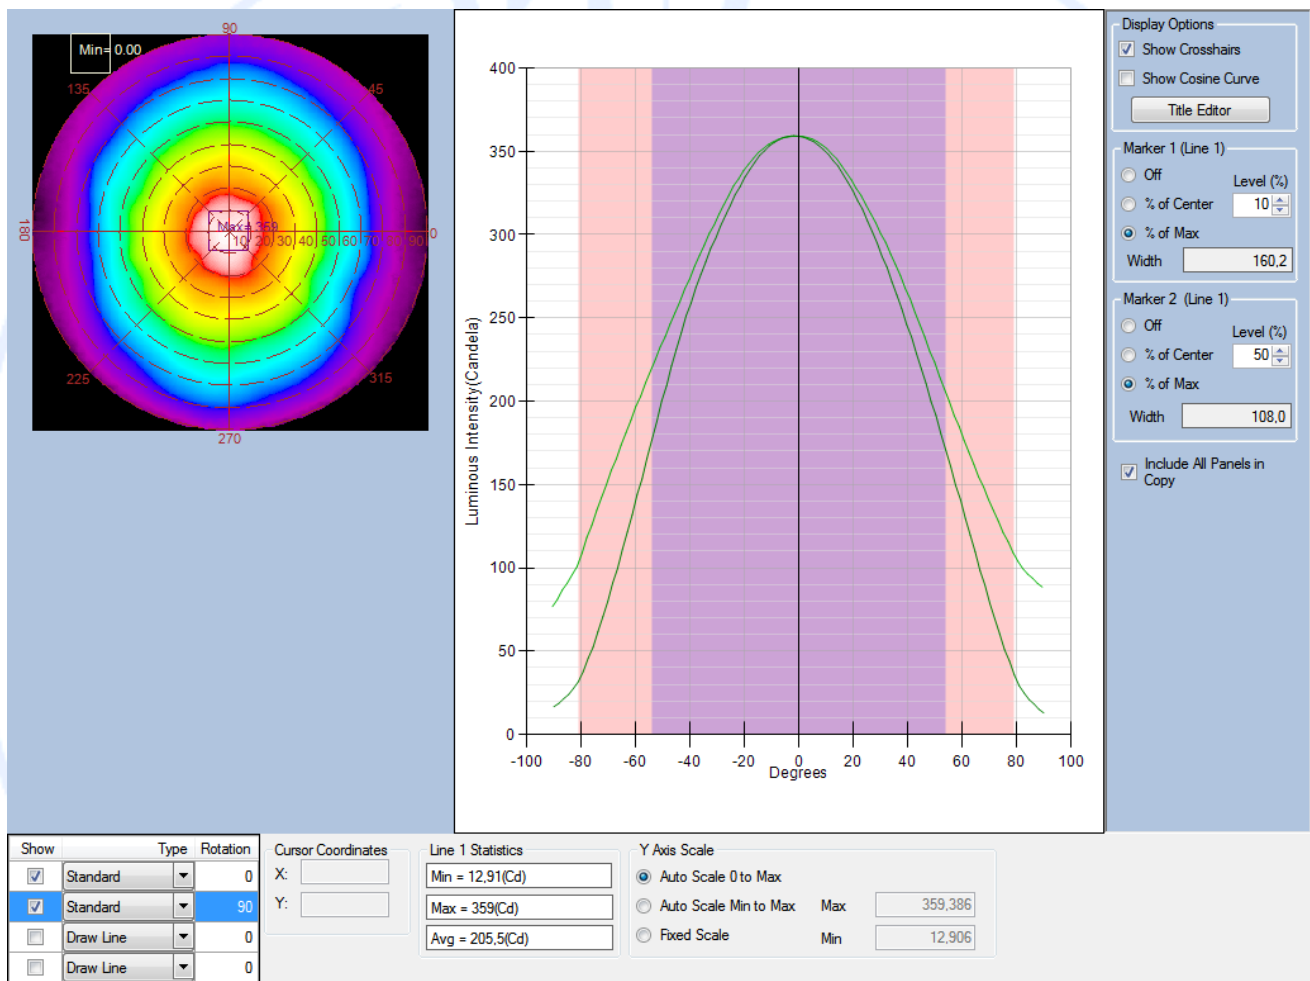 90
Min= 0.00
135
45
180
Max= 359
0
10 20 30 40 50 60 70 80 90
225
315
270
400
350
300
250
200
150
100
50
0
Luminous Intensity(Candela)
-100 -80 -60 -40 -20 0 20 40 60 80 100
Degrees
Display Options
Show Crosshairs
Show Cosine Curve
Title Editor
Marker 1 (Line 1)
Off
Level (%)
% of Center 10
% of Max
Width 160,2
Marker 2 (Line 1)
Off
Level (%)
% of Center 50
% of Max
Width 108,0
Include All Panels in
Copy
Show Type Rotation
Standard 0
Standard 90
Draw Line 0
Draw Line 0
Cursor Coordinates
X:
Y:
Line 1 Statistics
Min = 12,91(Cd)
Max = 359(Cd)
Avg = 205,5(Cd)
Y Axis Scale
Auto Scale 0 to Max
Auto Scale Min to Max Max 359,386
Fixed Scale Min 12,906